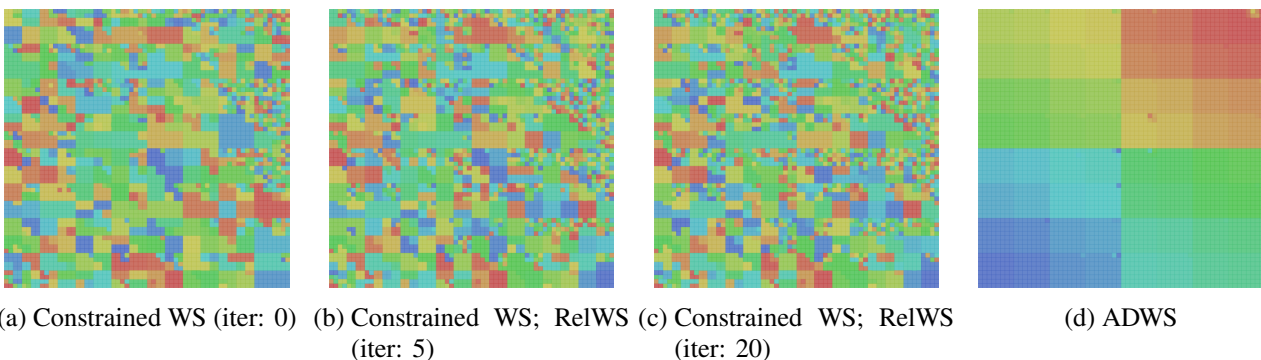 (a) Constrained WS (iter: 0)
(b) Constrained WS; RelWS
(iter: 5)
(c) Constrained WS; RelWS
(iter: 20)
(d) ADWS